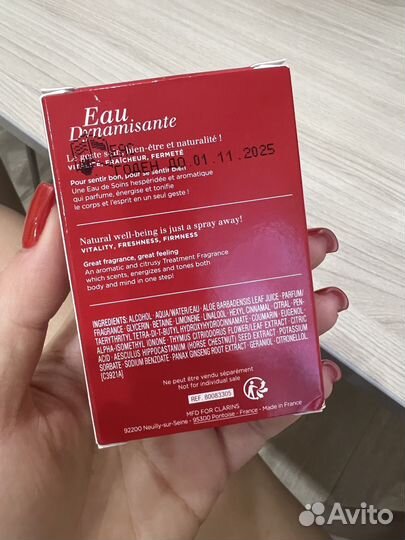 Eau
Dynamisante
Le geste soin, bien-être et naturalité !
FRAÎCHEUR, FERMETÉ
EAC
ГОДЕН ДО 01.11.2025
Pour sentir bon, pour se sentir bien
Une Eau de Soins hespéridée et aromatique
qui parfume, énergise et tonifie
le corps et l'esprit en un seul geste !
Natural well-being is just a spray away!
VITALITY, FRESHNESS, FIRMNESS
Great fragrance, great feeling
An aromatic and citrusy Treatment Fragrance
which scents, energizes and tones both
body and mind in one step!
INGREDIENTS: ALCOHOL · AQUA/WATER/EAU · ALOE BARBADENSIS LEAF JUICE · PARFUM/
FRAGRANCE · GLYCERIN · BETAINE · LIMONENE · LINALOOL · HEXYL CINNAMAL · CITRAL · PEN-
TAERYTHRITYL TETRA-DI-T-BUTYL HYDROXYHYDROCINNAMATE · COUMARIN · EUGENOL ·
ALPHA-ISOMETHYL IONONE · THYMUS CITRIODORUS FLOWER/LEAF EXTRACT · CITRIC
ACID · AESCULUS HIPPOCASTANUM (HORSE CHESTNUT) SEED EXTRACT · POTASSIUM
SORBATE · SODIUM BENZOATE · PANAX GINSENG ROOT EXTRACT · GERANIOL · CITRONELLOL.
[C3921A]
Ne peut être vendu séparément
Not for individual sale
REF. 80083305
MFD FOR CLARINS
92200 Neuilly-sur-Seine - 95300 Pontoise - France - Made in France
Avito